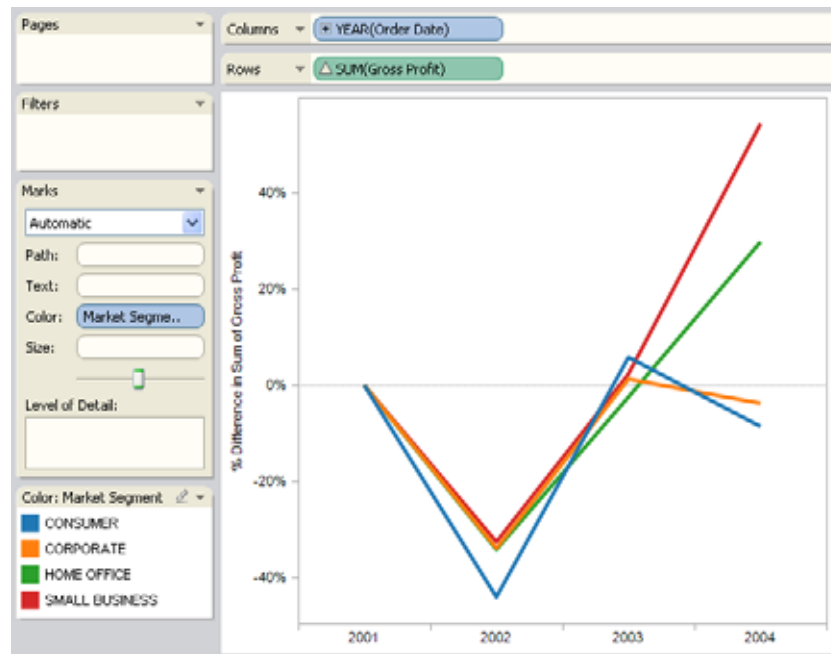 Pages
Columns
YEAR(Order Date)
Rows
SUM(Gross Profit)
Filters
Marks
Automatic
Path:
Text:
Color:
Market Segme..
Size:
Level of Detail:
Color: Market Segment
CONSUMER
CORPORATE
HOME OFFICE
SMALL BUSINESS
% Difference in Sum of Gross Profit
40%
20%
0%
-20%
-40%
2001
2002
2003
2004